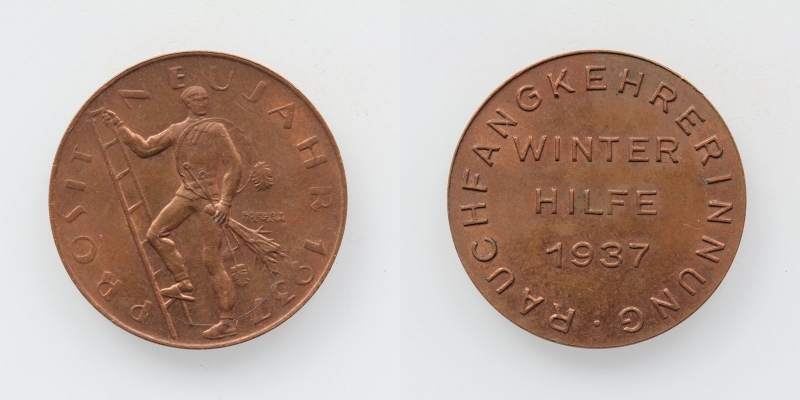 PROSIT NEUJAHR 1937
RAUCHFANGKEHRERINNUNG ·
WINTER
HILFE
1937